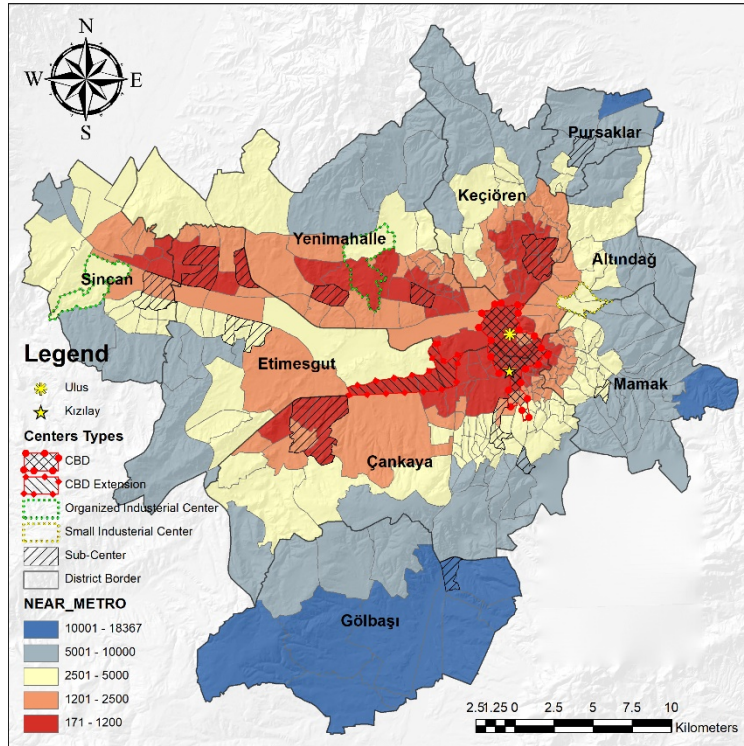 N
W E
S
Pursaklar
Keçiören
Yenimahalle
Altındağ
Sincan
Etimesgut
Mamak
Çankaya
Gölbaşı
Legend
Ulus
Kızılay
Centers Types
CBD
CBD Extension
Organized Industerial Center
Small Industerial Center
Sub-Center
District Border
NEAR_METRO
10001 - 18367
5001 - 10000
2501 - 5000
1201 - 2500
171 - 1200
2.51.25 0 2.5 5 7.5 10
Kilometers